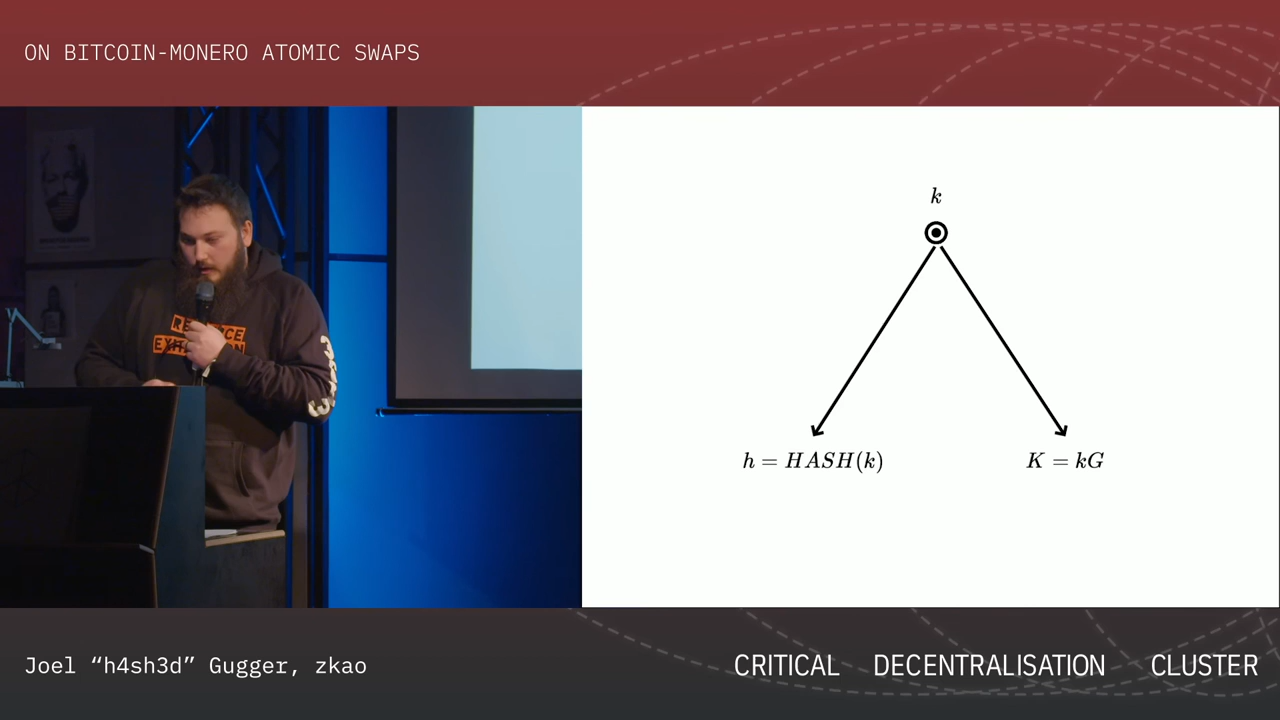 ON BITCOIN-MONERO ATOMIC SWAPS
k
h = HASH(k)
K = kG
Joel “h4sh3d” Gugger, zkao
CRITICAL DECENTRALISATION CLUSTER